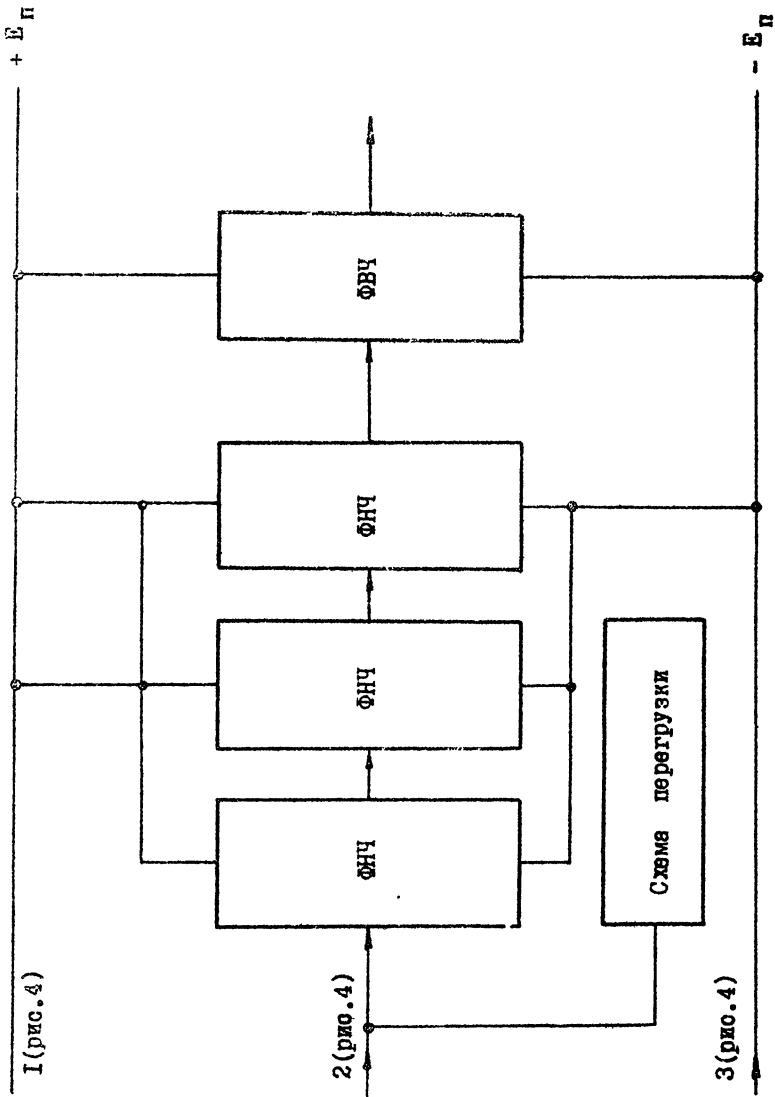 + Eп
I(рис.4)
ФНЧ
ФНЧ
ФНЧ
ФВЧ
2(рис.4)
Схема перегрузки
3(рис.4)
- Eп